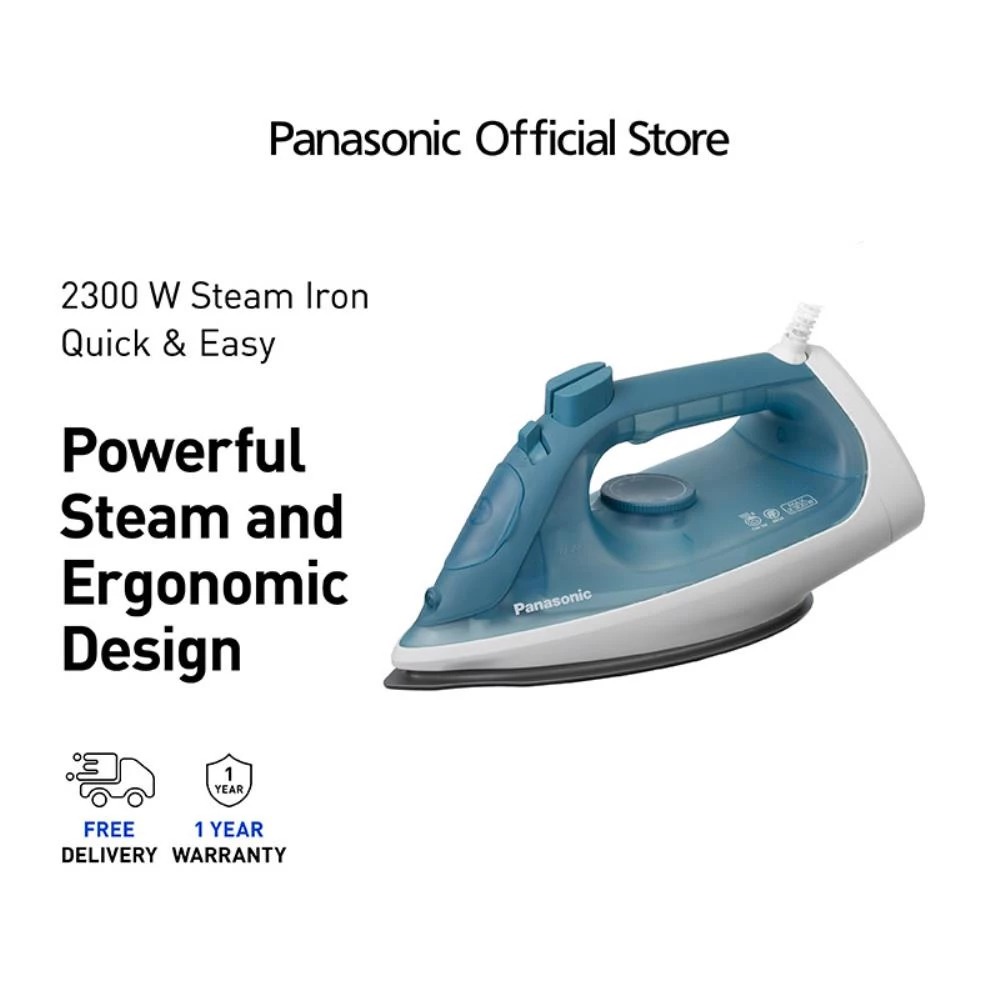 Panasonic Official Store
2300 W Steam Iron
Quick & Easy
Powerful
Steam and
Ergonomic
Design
Panasonic
1
YEAR
FREE
DELIVERY
1 YEAR
WARRANTY